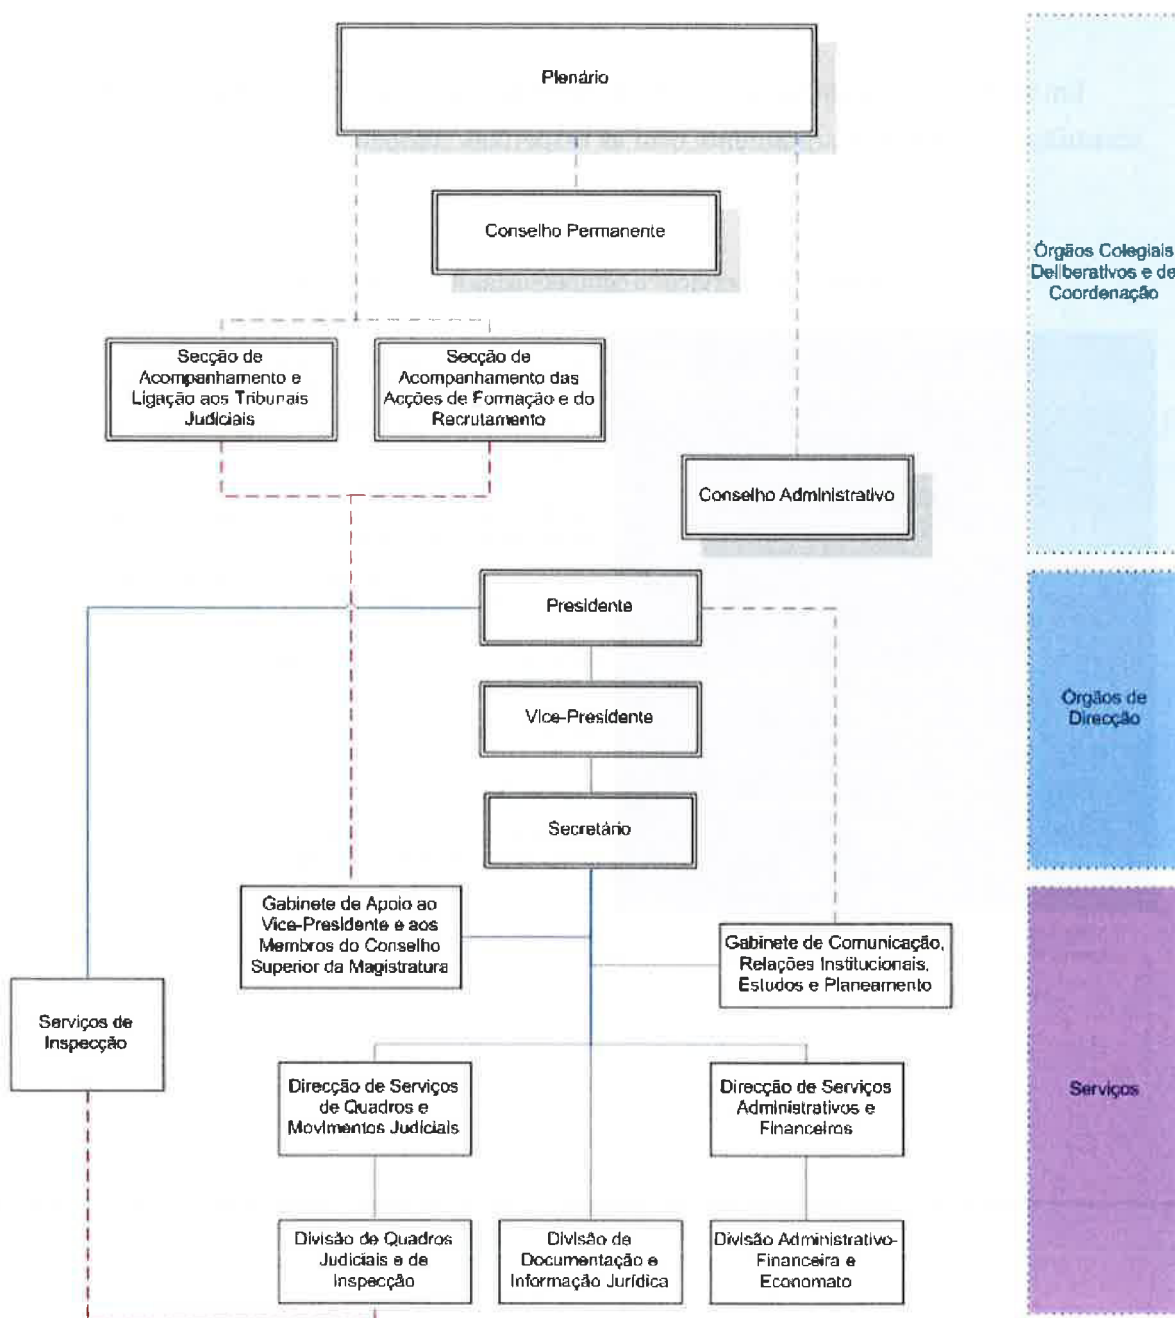 Plenário
Conselho Permanente
Órgãos Colegiais
Deliberativos e de
Coordenação
Secção de
Acompanhamento e
Ligação aos Tribunais
Judiciais
Secção de
Acompanhamento das
Acções de Formação e do
Recrutamento
Conselho Administrativo
Presidente
Vice-Presidente
Órgãos de
Direcção
Secretário
Gabinete de Apoio ao
Vice-Presidente e aos
Membros do Conselho
Superior da Magistratura
Gabinete de Comunicação,
Relações Institucionais,
Estudos e Planeamento
Serviços de
Inspecção
Direcção de Serviços
de Quadros e
Movimentos Judiciais
Direcção de Serviços
Administrativos e
Financeiros
Serviços
Divisão de Quadros
Judiciais e de
Inspecção
Divisão de
Documentação e
Informação Jurídica
Divisão Administrativo-
Financeira e
Economato